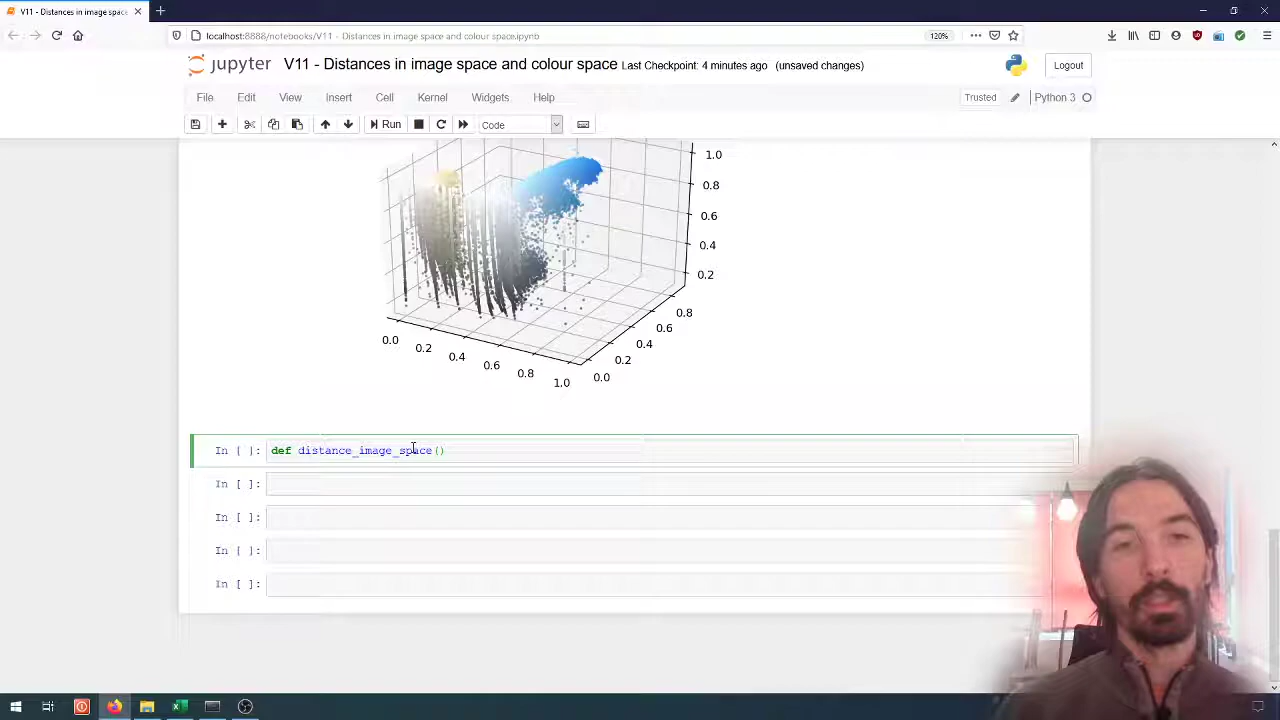 V11 - Distances in image space
localhost:8888/notebooks/V11 - Distances in image space and colour space.ipynb
120%
jupyter V11 - Distances in image space and colour space Last Checkpoint: 4 minutes ago (unsaved changes)
Logout
File Edit View Insert Cell Kernel Widgets Help
Trusted
Python 3
Run
Code
1.0
0.8
0.6
0.4
0.2
0.8
0.6
0.4
0.2
0.0
0.0
0.2
0.4
0.6
0.8
1.0
In [ ]: def distance_image_space()
In [ ]:
In [ ]:
In [ ]:
In [ ]: